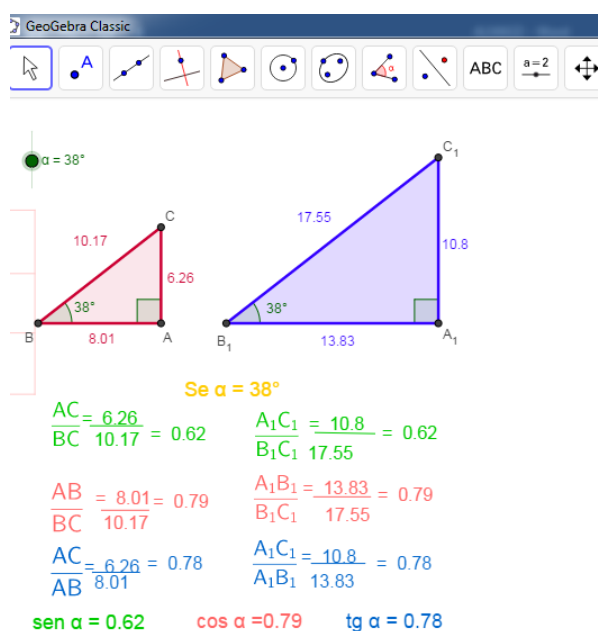 GeoGebra Classic
A
α
ABC
a=2
α = 38°
C₁
C
17.55
10.17
10.8
6.26
38°
38°
B
8.01
A
B₁
13.83
A₁
Se α = 38°
AC/BC = 6.26/10.17 = 0.62
A₁C₁/B₁C₁ = 10.8/17.55 = 0.62
AB/BC = 8.01/10.17 = 0.79
A₁B₁/B₁C₁ = 13.83/17.55 = 0.79
AC/AB = 6.26/8.01 = 0.78
A₁C₁/A₁B₁ = 10.8/13.83 = 0.78
sen α = 0.62
cos α =0.79
tg α = 0.78